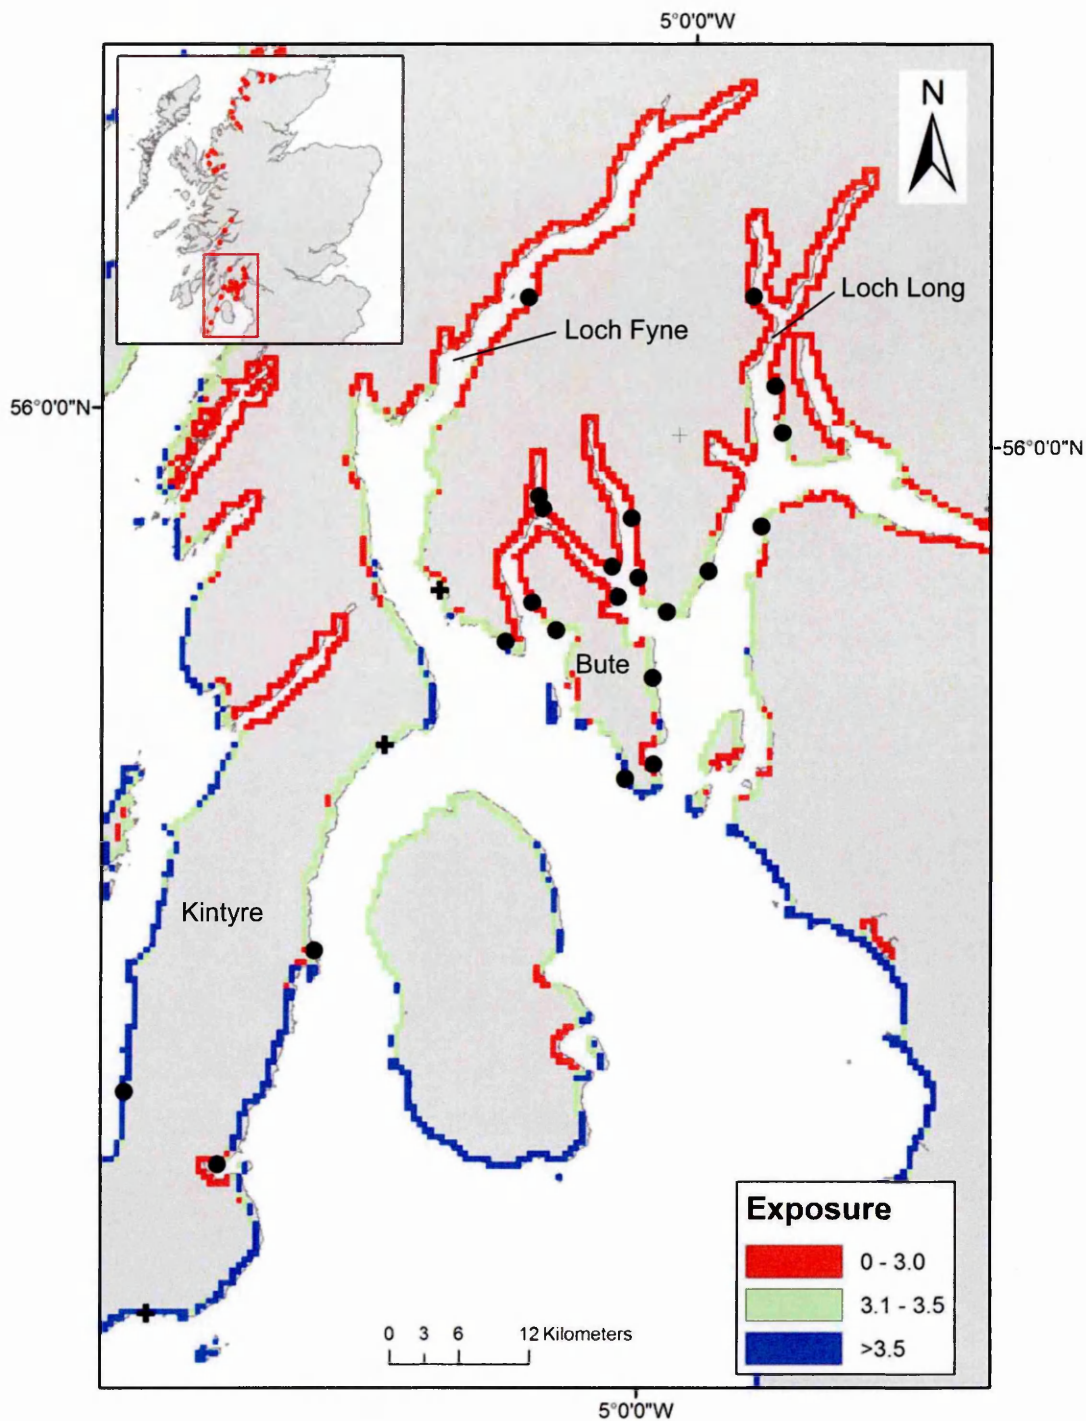 5°0'0"W
N
Loch Long
Loch Fyne
56°0'0"N
56°0'0"N
Bute
Kintyre
Exposure
0 - 3.0
3.1 - 3.5
>3.5
0 3 6 12 Kilometers
5°0'0"W